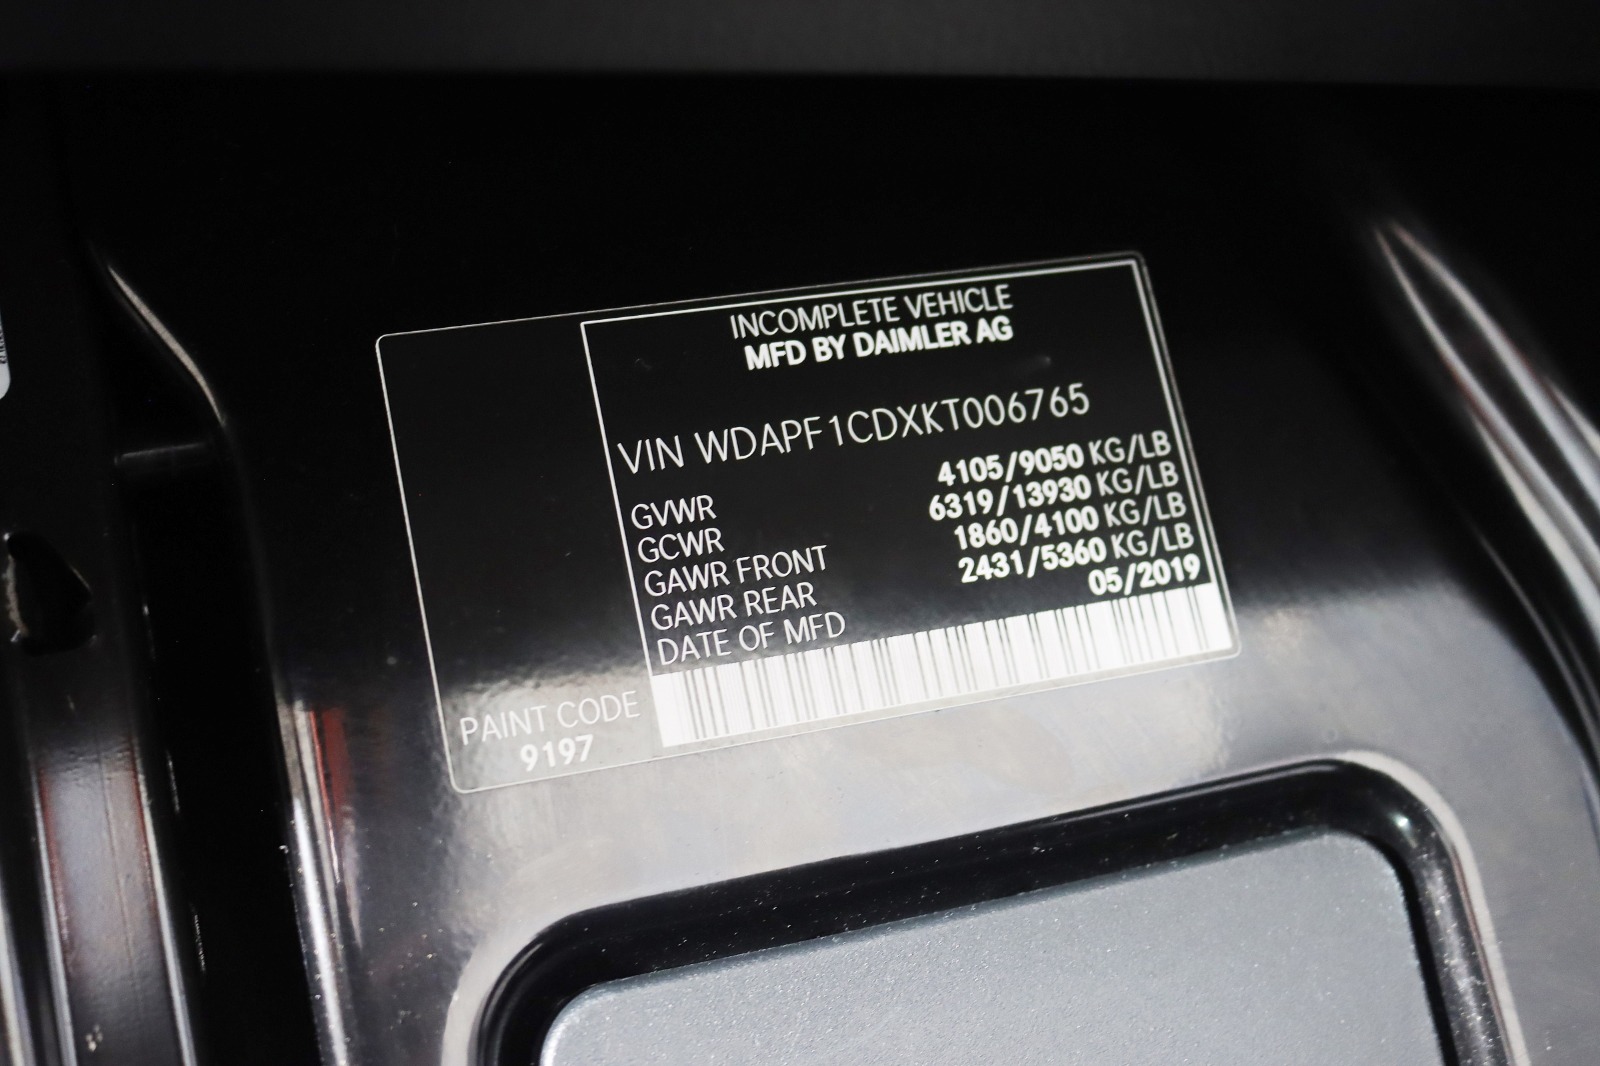 INCOMPLETE VEHICLE
MFD BY DAIMLER AG
VIN WDAPF1CDXKT006765
GVWR 4105/9050 KG/LB
GCWR 6319/13930 KG/LB
GAWR FRONT 1860/4100 KG/LB
GAWR REAR 2431/5360 KG/LB
DATE OF MFD 05/2019
PAINT CODE
9197